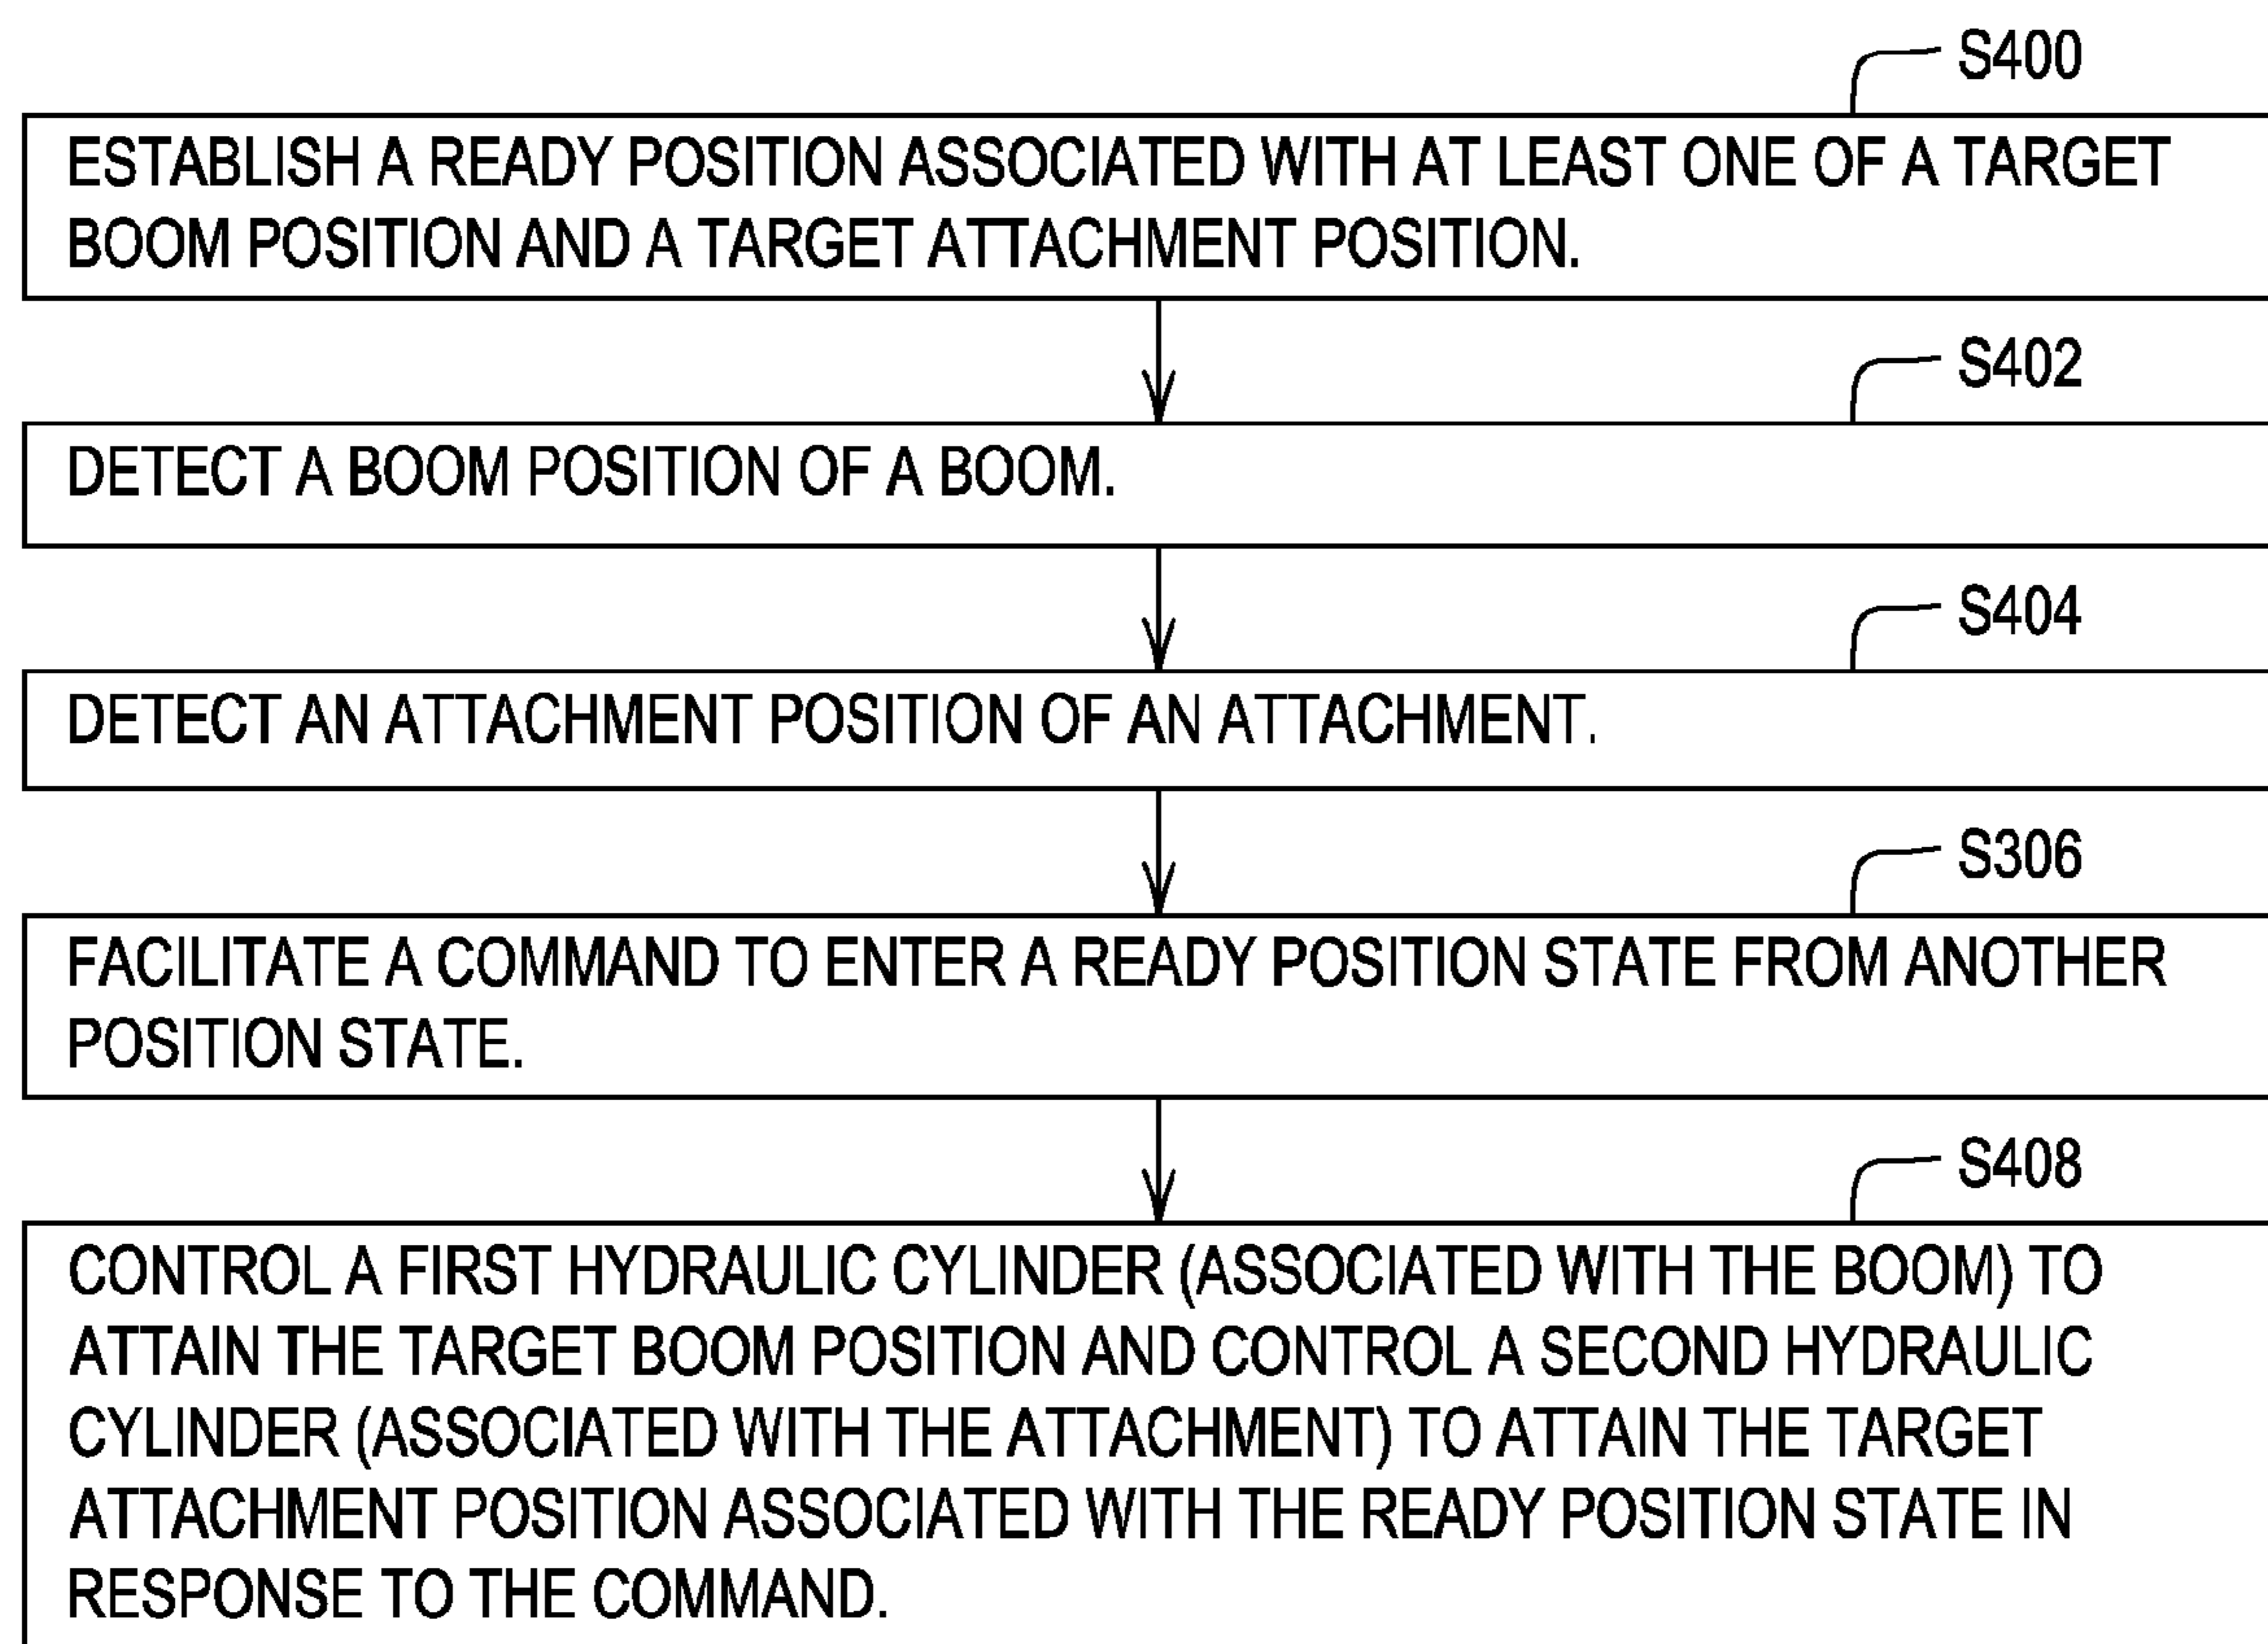 S400
ESTABLISH A READY POSITION ASSOCIATED WITH AT LEAST ONE OF A TARGET
BOOM POSITION AND A TARGET ATTACHMENT POSITION.
S402
DETECT A BOOM POSITION OF A BOOM.
S404
DETECT AN ATTACHMENT POSITION OF AN ATTACHMENT.
S306
FACILITATE A COMMAND TO ENTER A READY POSITION STATE FROM ANOTHER
POSITION STATE.
S408
CONTROL A FIRST HYDRAULIC CYLINDER (ASSOCIATED WITH THE BOOM) TO
ATTAIN THE TARGET BOOM POSITION AND CONTROL A SECOND HYDRAULIC
CYLINDER (ASSOCIATED WITH THE ATTACHMENT) TO ATTAIN THE TARGET
ATTACHMENT POSITION ASSOCIATED WITH THE READY POSITION STATE IN
RESPONSE TO THE COMMAND.